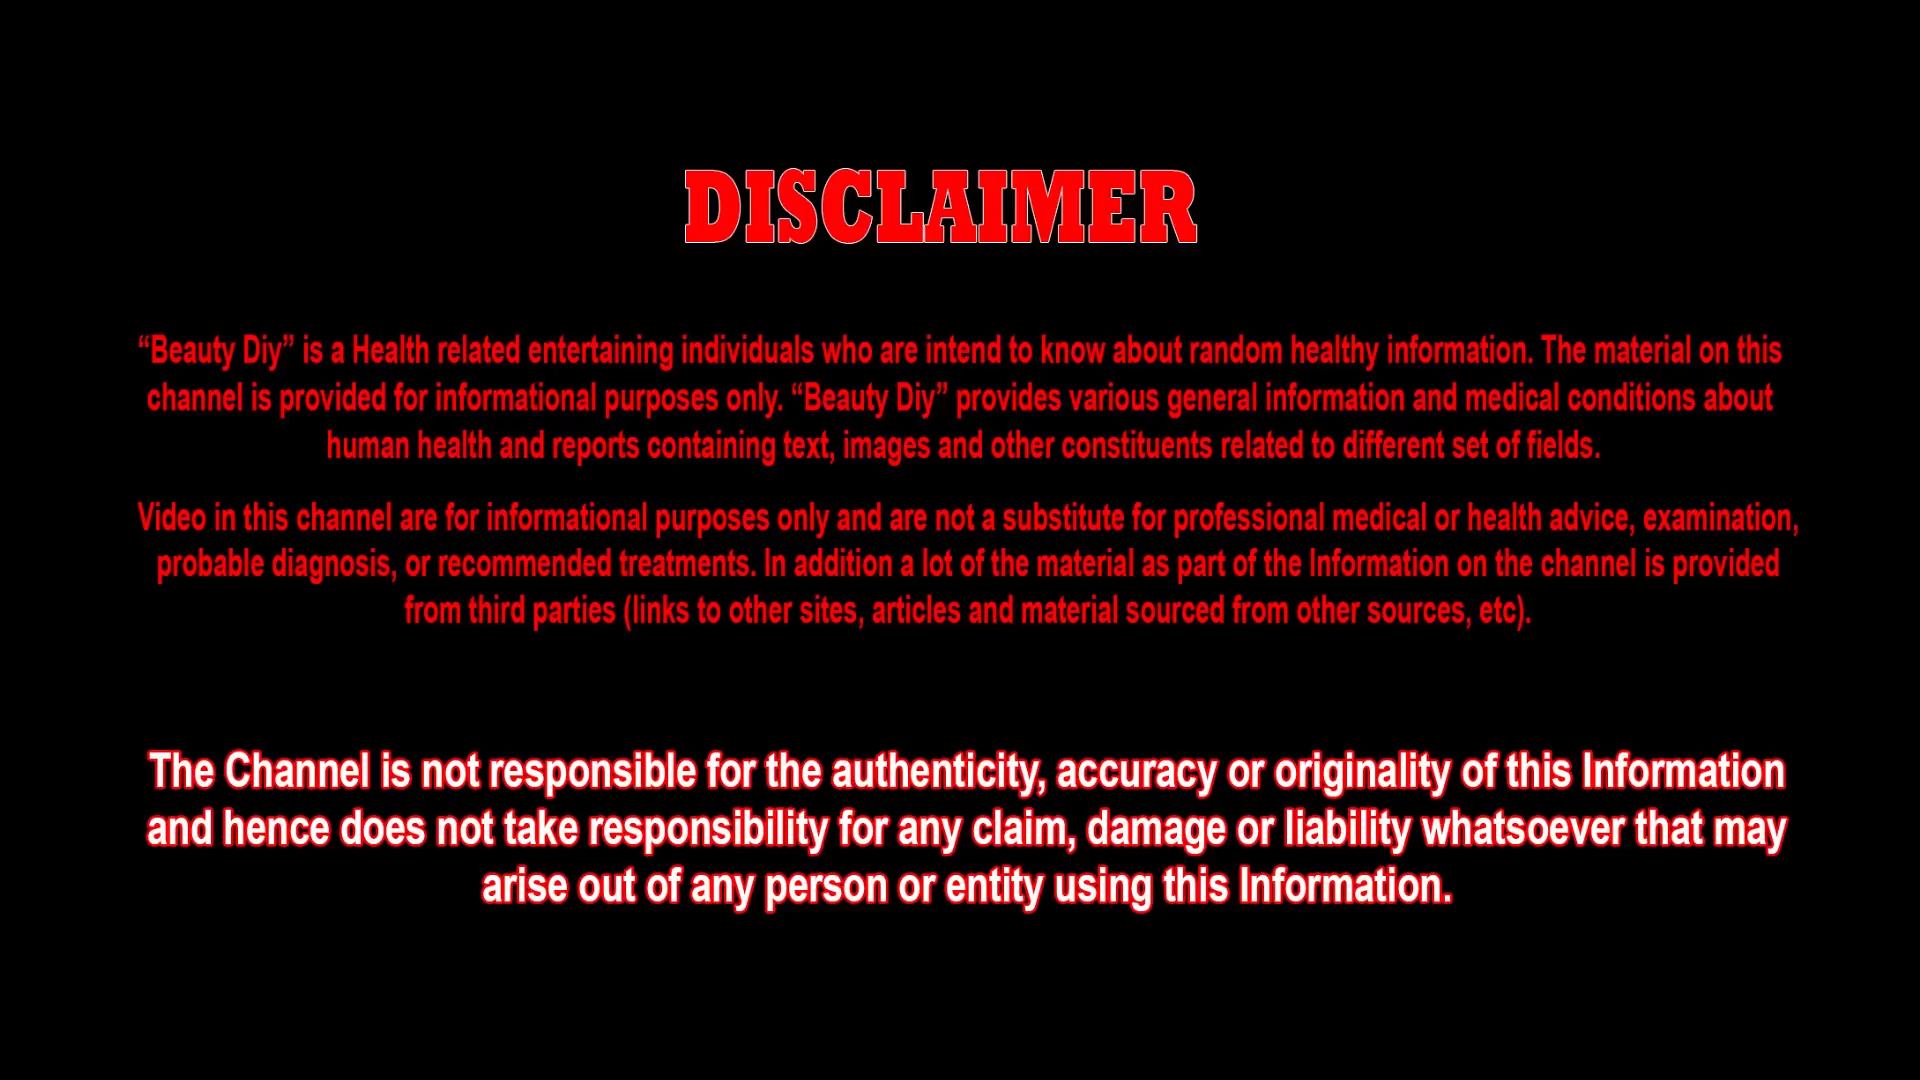 DISCLAIMER
“Beauty Diy” is a Health related entertaining individuals who are intend to know about random healthy information. The material on this
channel is provided for informational purposes only. “Beauty Diy” provides various general information and medical conditions about
human health and reports containing text, images and other constituents related to different set of fields.
Video in this channel are for informational purposes only and are not a substitute for professional medical or health advice, examination,
probable diagnosis, or recommended treatments. In addition a lot of the material as part of the Information on the channel is provided
from third parties (links to other sites, articles and material sourced from other sources, etc).
The Channel is not responsible for the authenticity, accuracy or originality of this Information
and hence does not take responsibility for any claim, damage or liability whatsoever that may
arise out of any person or entity using this Information.